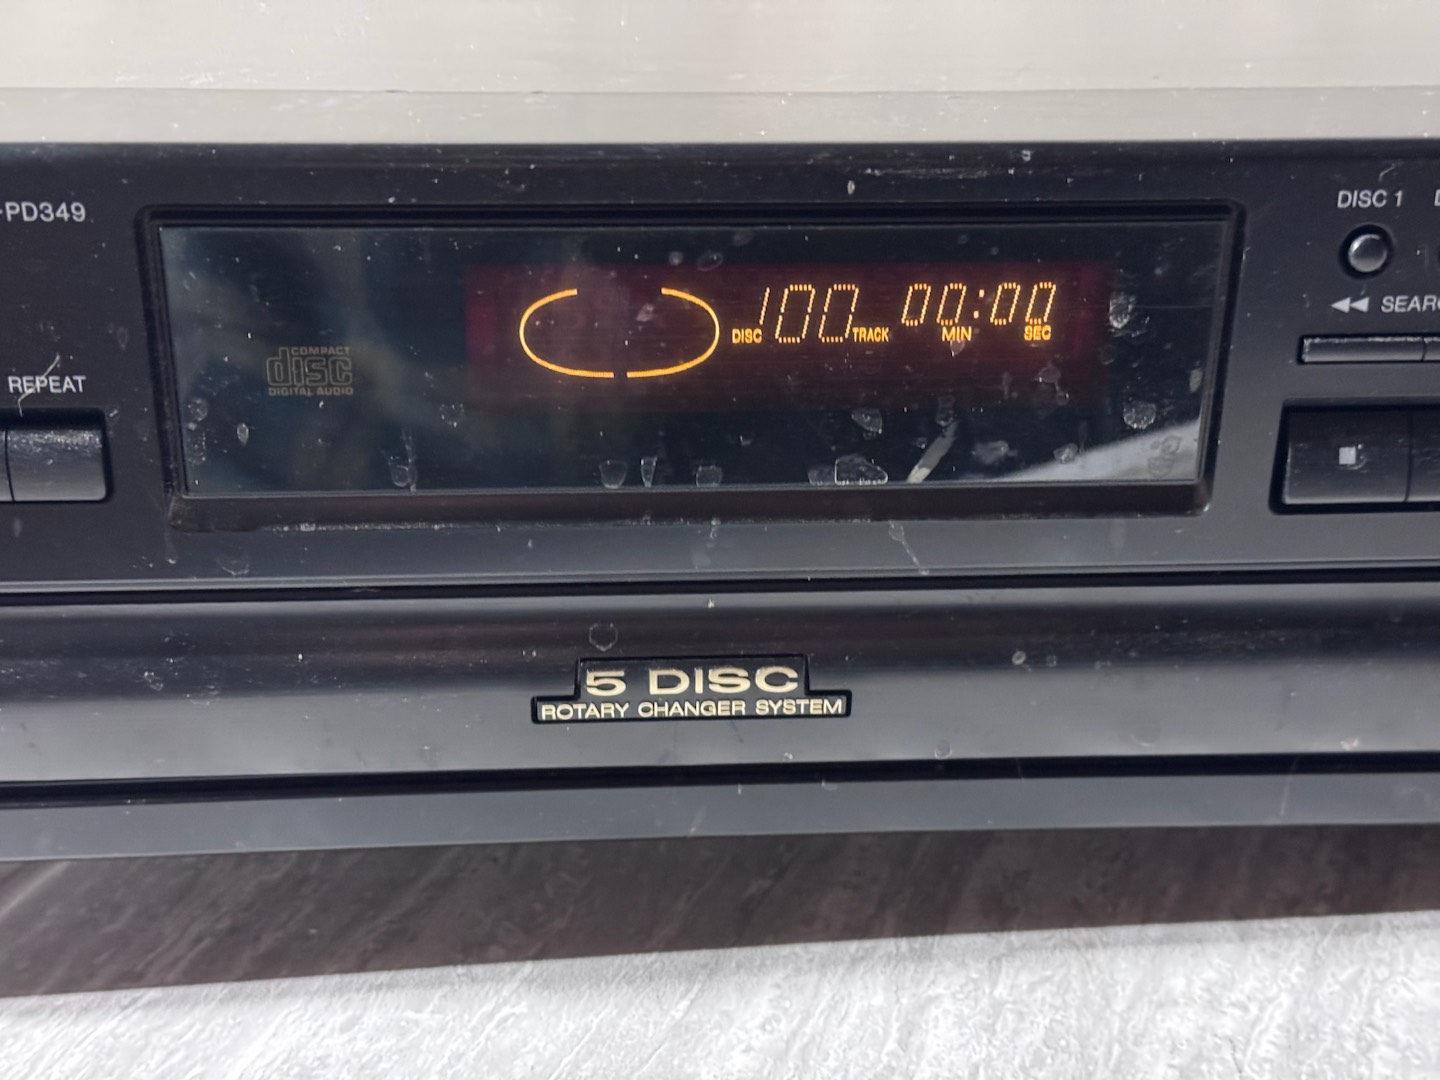 -PD349
DISC 1
◀◀ SEARC
REPEAT
COMPACT
disc
DIGITAL AUDIO
DISC 1 00 TRACK 00:00
MIN SEC
5 DISC
ROTARY CHANGER SYSTEM